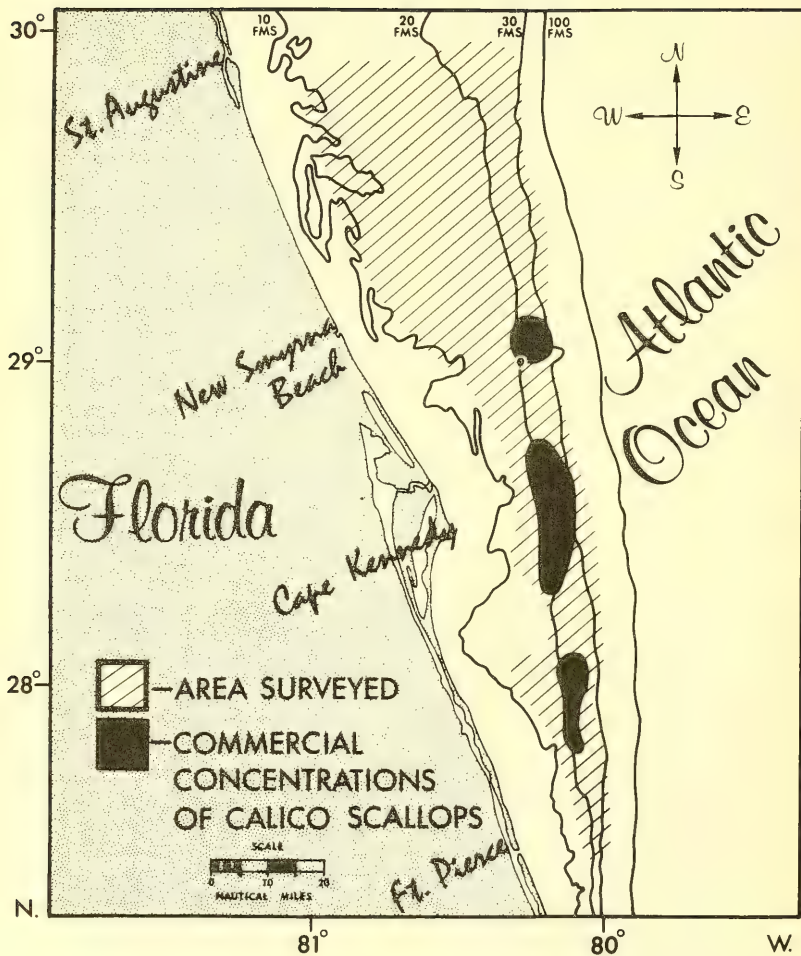 30°
10 FMS
20 FMS
30 FMS
100 FMS
N
W E
S
St. Augustine
Atlantic
Ocean
29°
New Smyrna
Beach
Florida
Cape Kennedy
28°
AREA SURVEYED
COMMERCIAL
CONCENTRATIONS
OF CALICO SCALLOPS
SCALE
0 10 20
NAUTICAL MILES
Ft. Pierce
N.
81° 80° W.